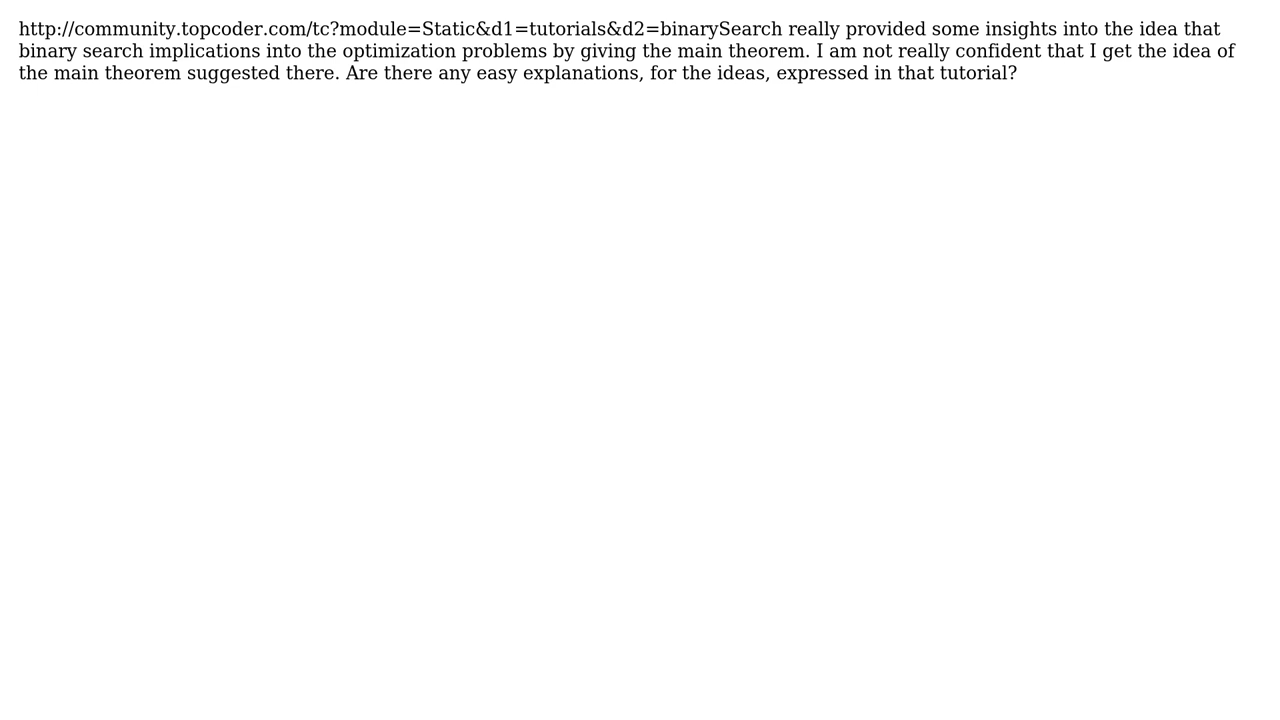 http://community.topcoder.com/tc?module=Static&d1=tutorials&d2=binarySearch really provided some insights into the idea that
binary search implications into the optimization problems by giving the main theorem. I am not really confident that I get the idea of
the main theorem suggested there. Are there any easy explanations, for the ideas, expressed in that tutorial?